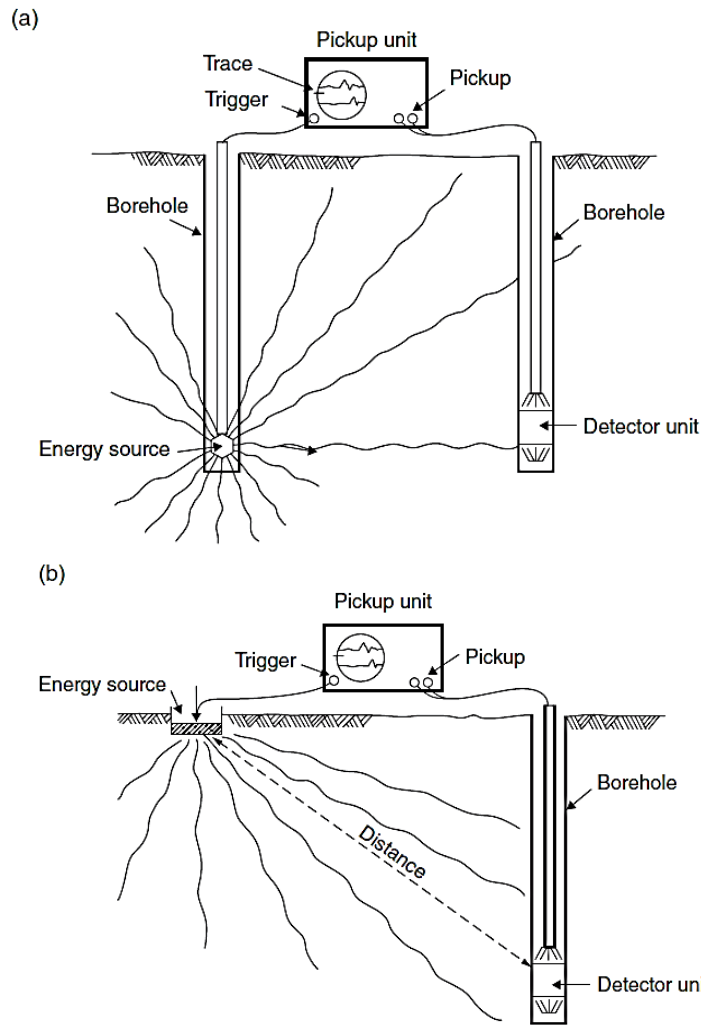 (a)
Pickup unit
Trace
Pickup
Trigger
Borehole
Borehole
Energy source
Detector unit
(b)
Pickup unit
Trigger
Pickup
Energy source
Borehole
Distance
Detector uni